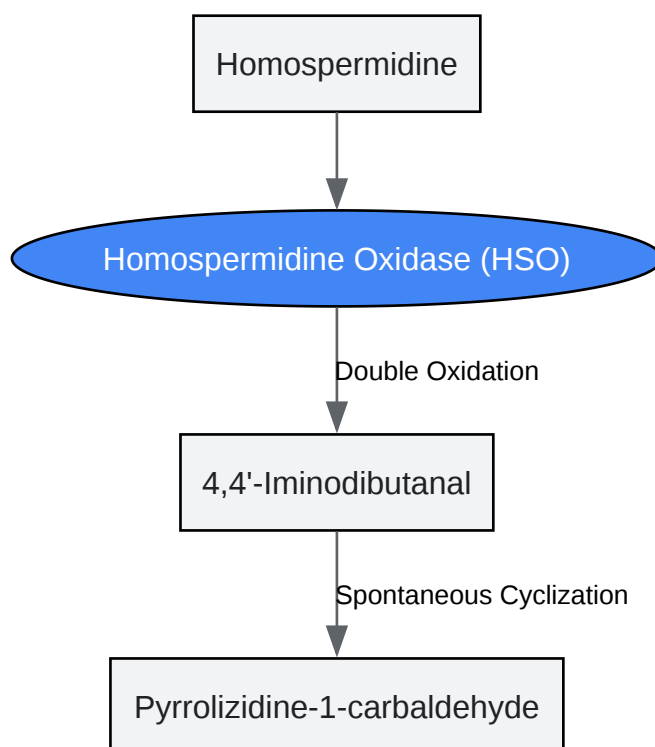 Homospermidine
Homospermidine Oxidase (HSO)
Double Oxidation
4,4'-Iminodibutanal
Spontaneous Cyclization
Pyrrolizidine-1-carbaldehyde